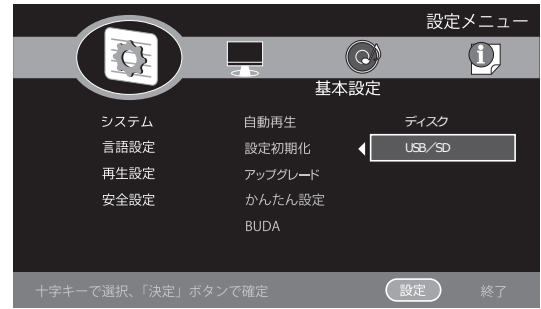 設定メニュー
基本設定
システム
言語設定
再生設定
安全設定
自動再生
設定初期化
アップグレード
かんたん設定
BUDA
ディスク
USB/SD
十字キーで選択、「決定」ボタンで確定
設定
終了